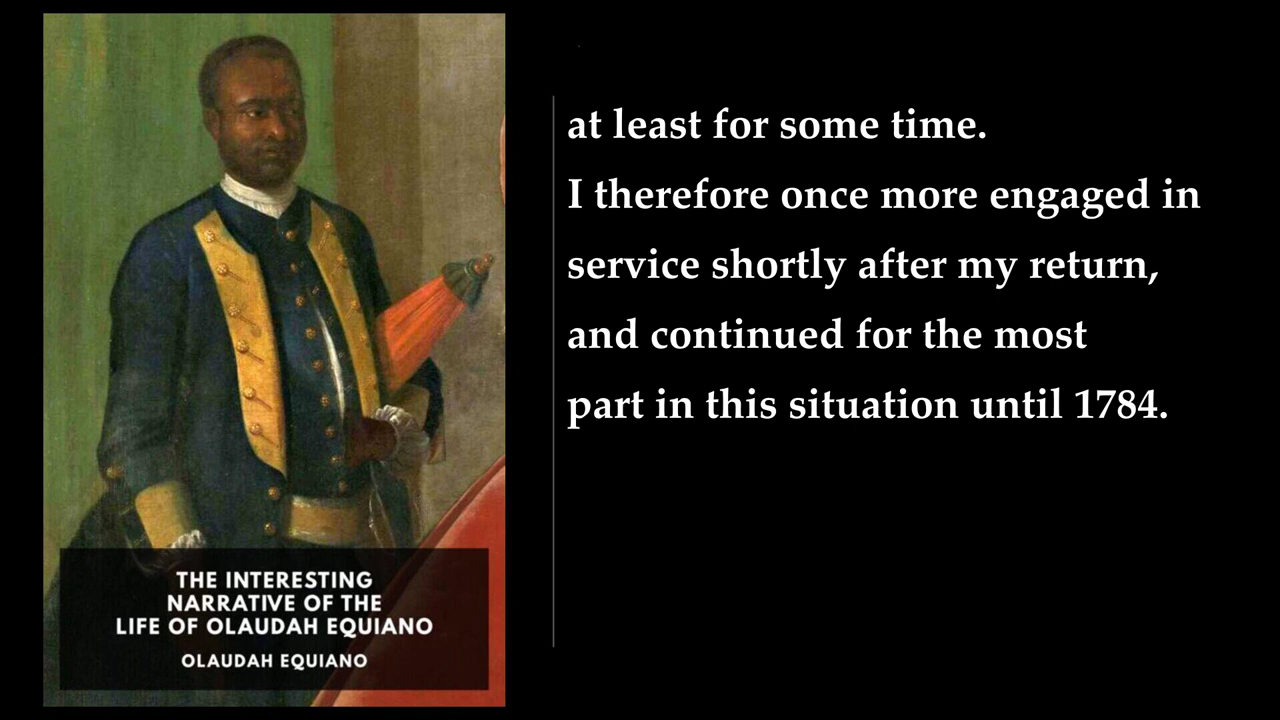 THE INTERESTING
NARRATIVE OF THE
LIFE OF OLAUDAH EQUIANO
OLAUDAH EQUIANO
at least for some time.
I therefore once more engaged in
service shortly after my return,
and continued for the most
part in this situation until 1784.